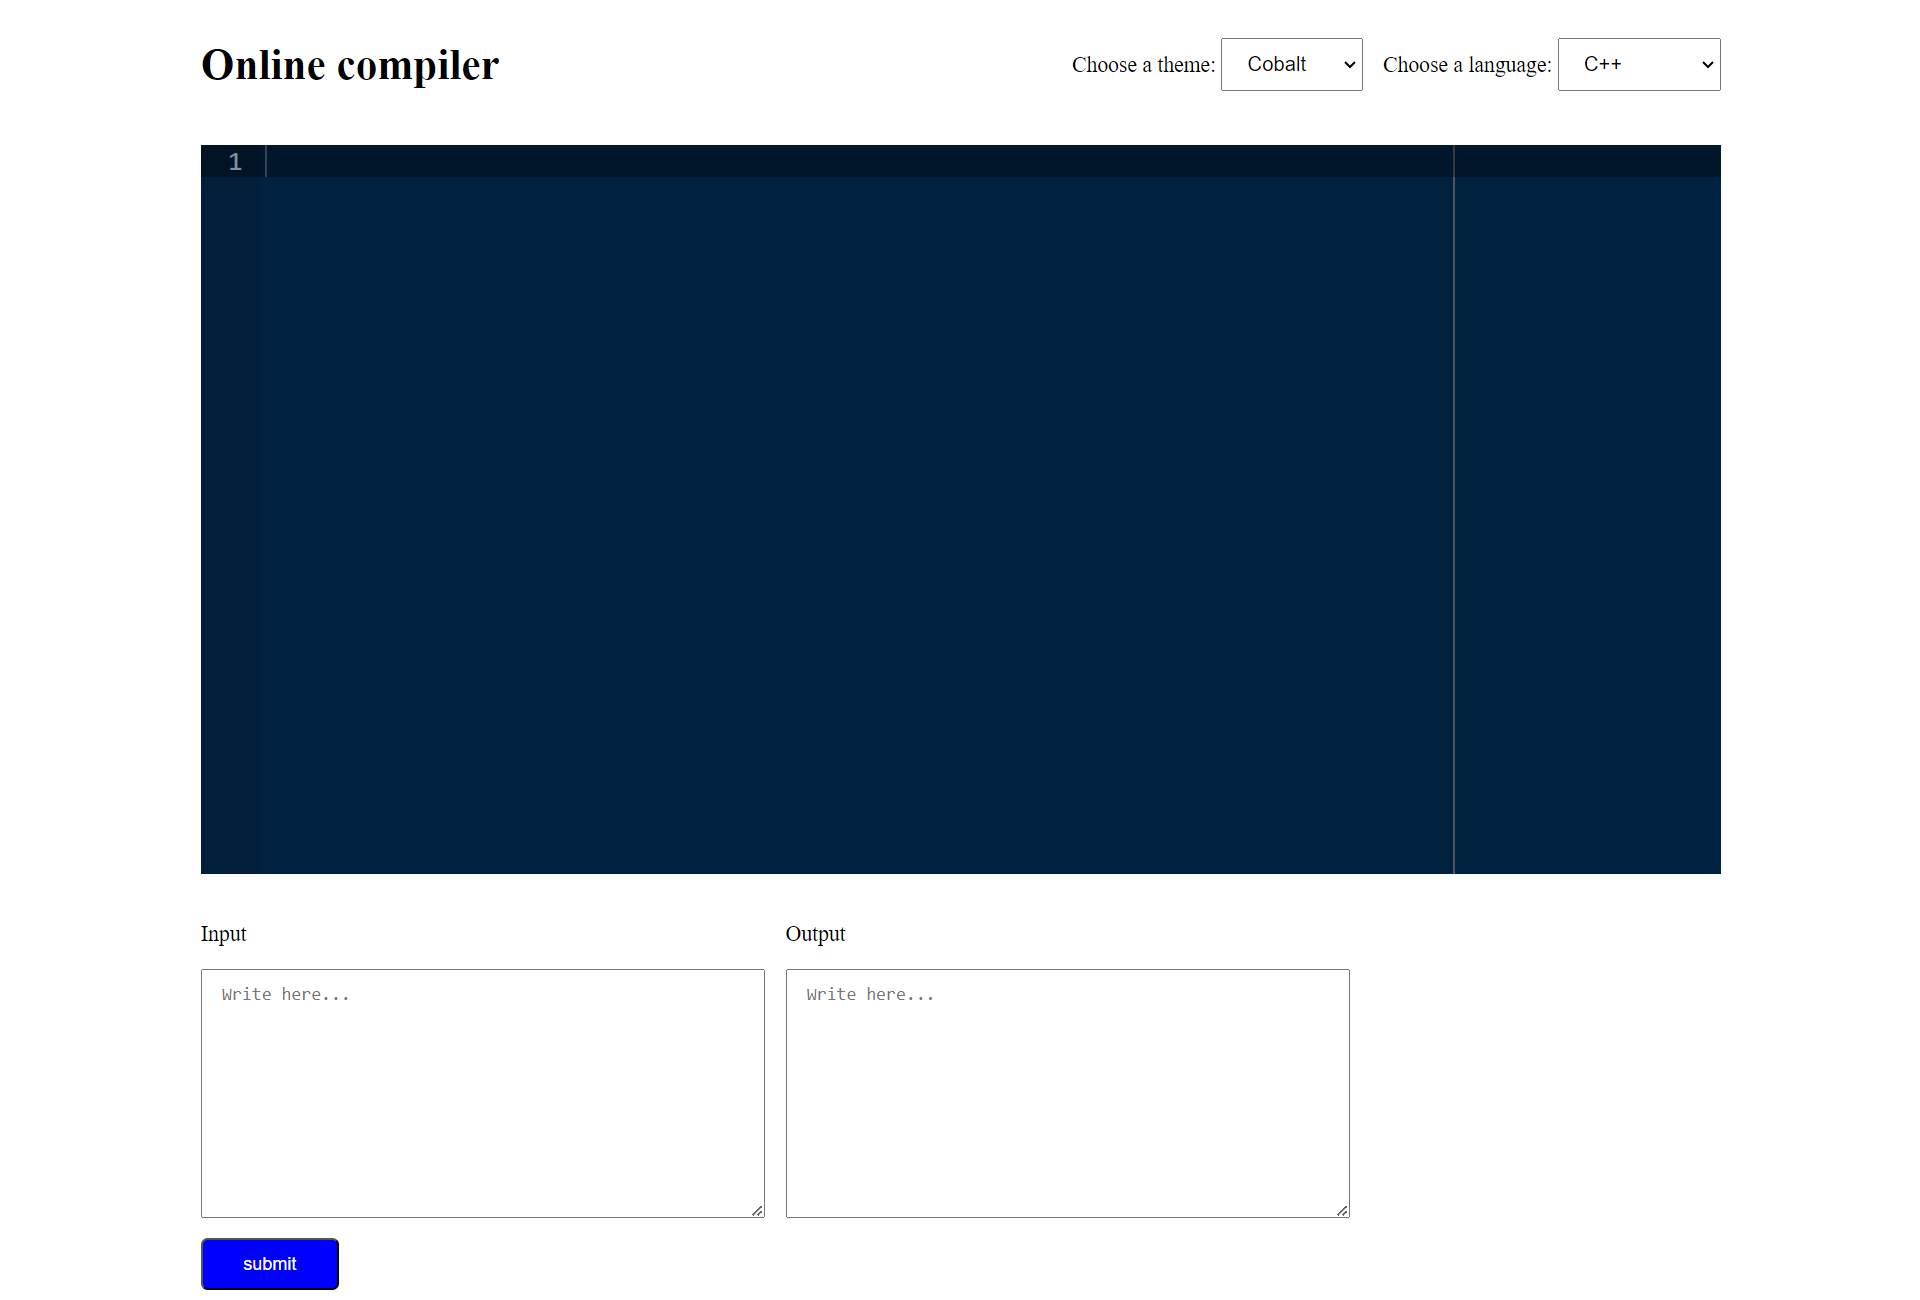 Online compiler
Choose a theme: Cobalt Choose a language: C++
1
Input Output
Write here... Write here...
submit